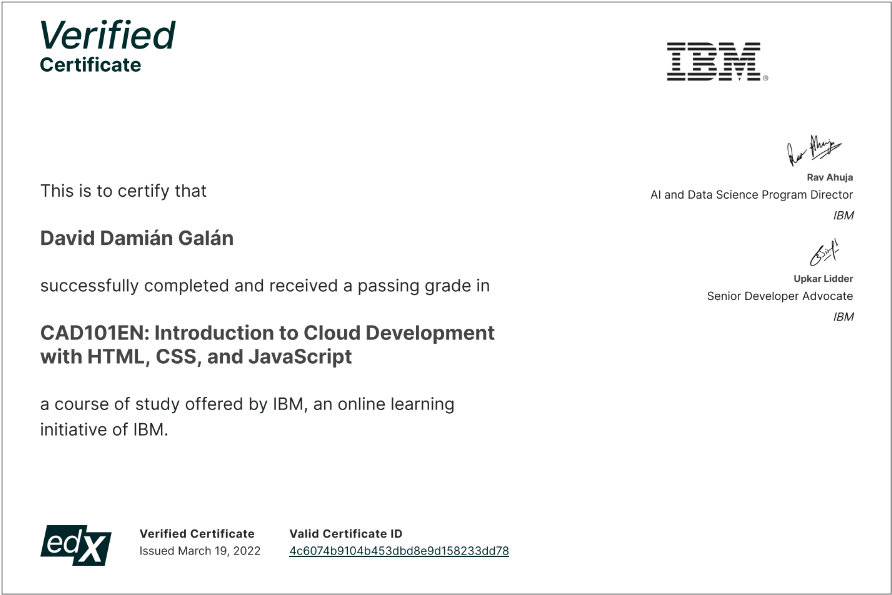 Verified
Certificate
IBM®
This is to certify that
David Damián Galán
successfully completed and received a passing grade in
CAD101EN: Introduction to Cloud Development
with HTML, CSS, and JavaScript
a course of study offered by IBM, an online learning
initiative of IBM.
Rav Ahuja
Rav Ahuja
AI and Data Science Program Director
IBM
Upkar Lidder
Senior Developer Advocate
IBM
edX
Verified Certificate
Issued March 19, 2022
Valid Certificate ID
4c6074b9104b453dbd8e9d158233dd78